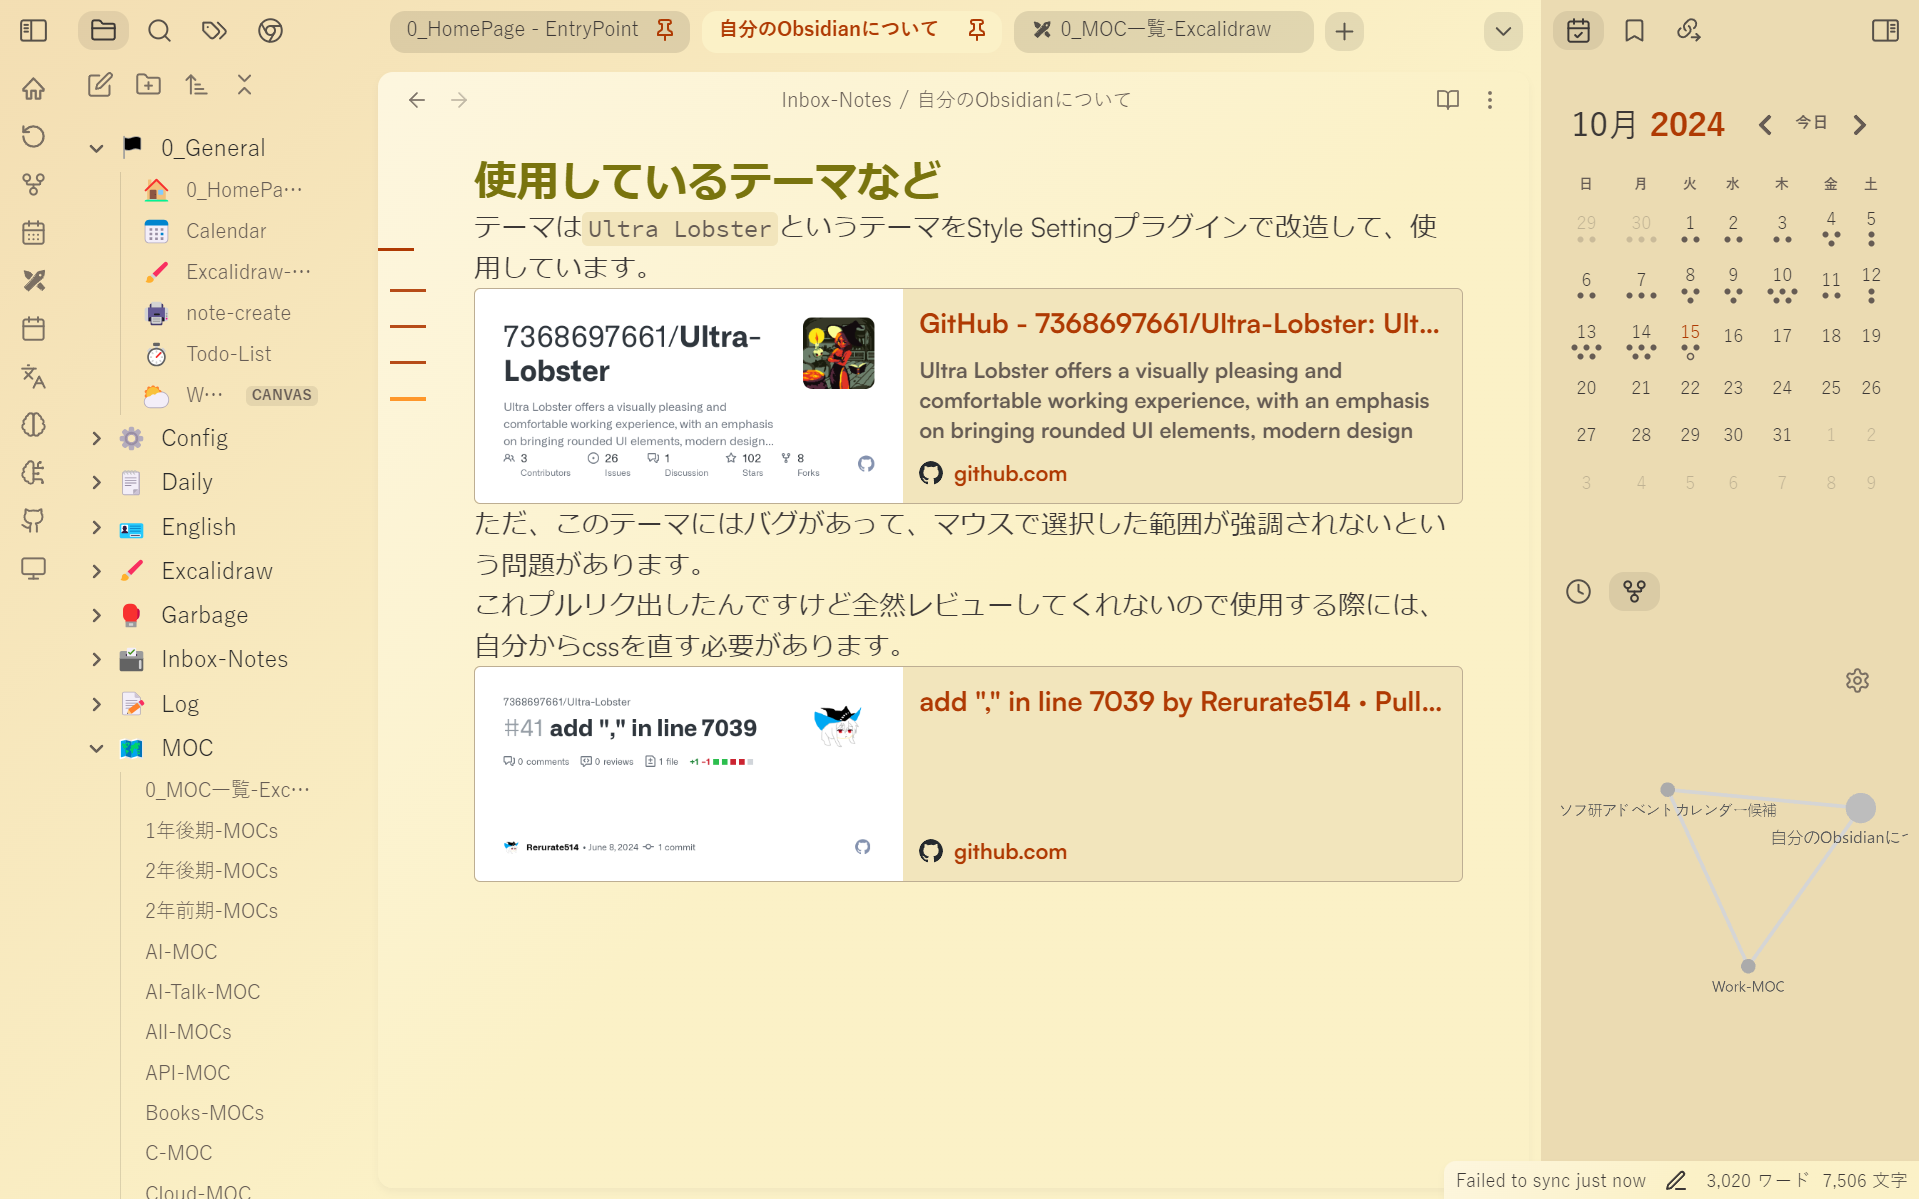 0_HomePage - EntryPoint
自分のObsidianについて
0_MOC一覧-Excalidraw
Inbox-Notes / 自分のObsidianについて
0_General
0_HomePa…
Calendar
Excalidraw-…
note-create
Todo-List
W… CANVAS
Config
Daily
English
Excalidraw
Garbage
Inbox-Notes
Log
MOC
0_MOC一覧-Exc…
1年後期-MOCs
2年後期-MOCs
2年前期-MOCs
AI-MOC
AI-Talk-MOC
All-MOCs
API-MOC
Books-MOCs
C-MOC
Cloud-MOC
使用しているテーマなど
テーマはUltra LobsterというテーマをStyle Settingプラグインで改造して、使
用しています。
7368697661/Ultra-
Lobster
Ultra Lobster offers a visually pleasing and
comfortable working experience, with an emphasis
on bringing rounded UI elements, modern design...
3 26 1 102 8
Contributors Issues Discussion Stars Forks
GitHub - 7368697661/Ultra-Lobster: Ult...
Ultra Lobster offers a visually pleasing and
comfortable working experience, with an emphasis
on bringing rounded UI elements, modern design
github.com
ただ、このテーマにはバグがあって、マウスで選択した範囲が強調されないとい
う問題があります。
これプルリク出したんですけど全然レビューしてくれないので使用する際には、
自分からcssを直す必要があります。
7368697661/Ultra-Lobster
#41 add "," in line 7039
0 comments 0 reviews 1 file +1 -1
Rerurate514 • June 8, 2024 1 commit
add "," in line 7039 by Rerurate514 · Pull...
github.com
10月 2024 今日
日 月 火 水 木 金 土
29 30 1 2 3 4 5
6 7 8 9 10 11 12
13 14 15 16 17 18 19
20 21 22 23 24 25 26
27 28 29 30 31 1 2
3 4 5 6 7 8 9
ソフ研アドベントカレンダー候補
自分のObsidianにつ
Work-MOC
Failed to sync just now 3,020 ワード 7,506 文字